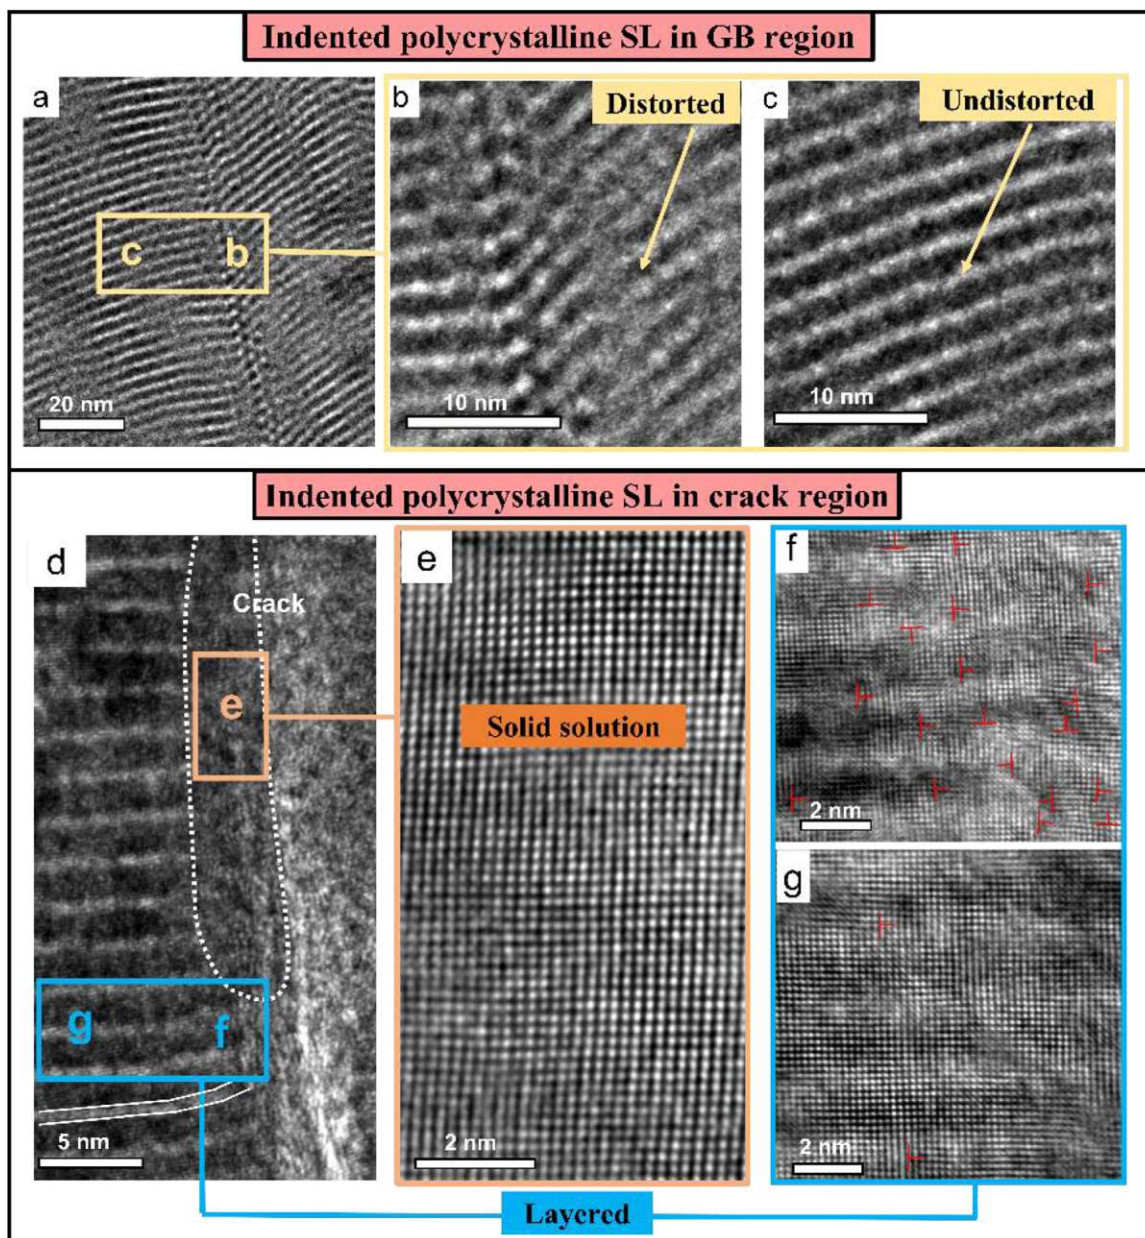 Indented polycrystalline SL in GB region
a
b
Distorted
c
Undistorted
c
b
20 nm
10 nm
10 nm
Indented polycrystalline SL in crack region
d
Crack
e
e
Solid solution
f
2 nm
g
g
f
5 nm
2 nm
2 nm
Layered